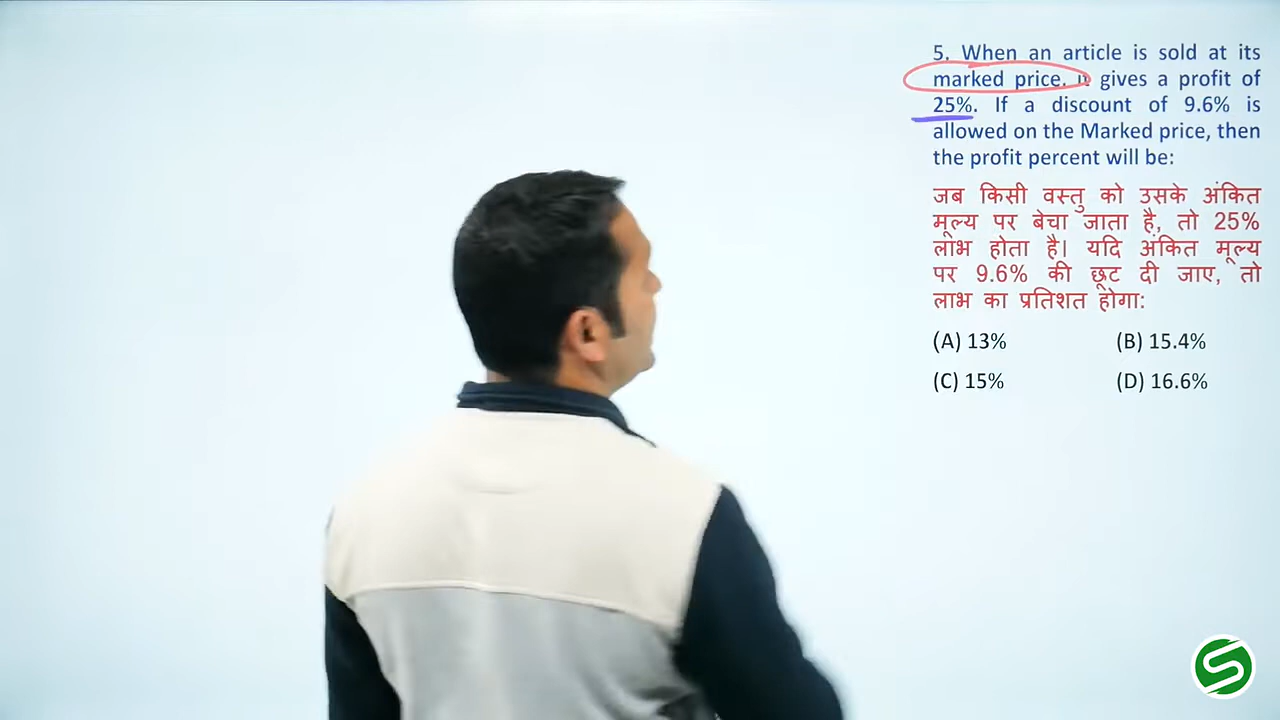 5. When an article is sold at its
marked price, it gives a profit of
25%. If a discount of 9.6% is
allowed on the Marked price, then
the profit percent will be:
जब किसी वस्तु को उसके अंकित
मूल्य पर बेचा जाता है, तो 25%
लाभ होता है। यदि अंकित मूल्य
पर 9.6% की छूट दी जाए, तो
लाभ का प्रतिशत होगा:
(A) 13% (B) 15.4%
(C) 15% (D) 16.6%